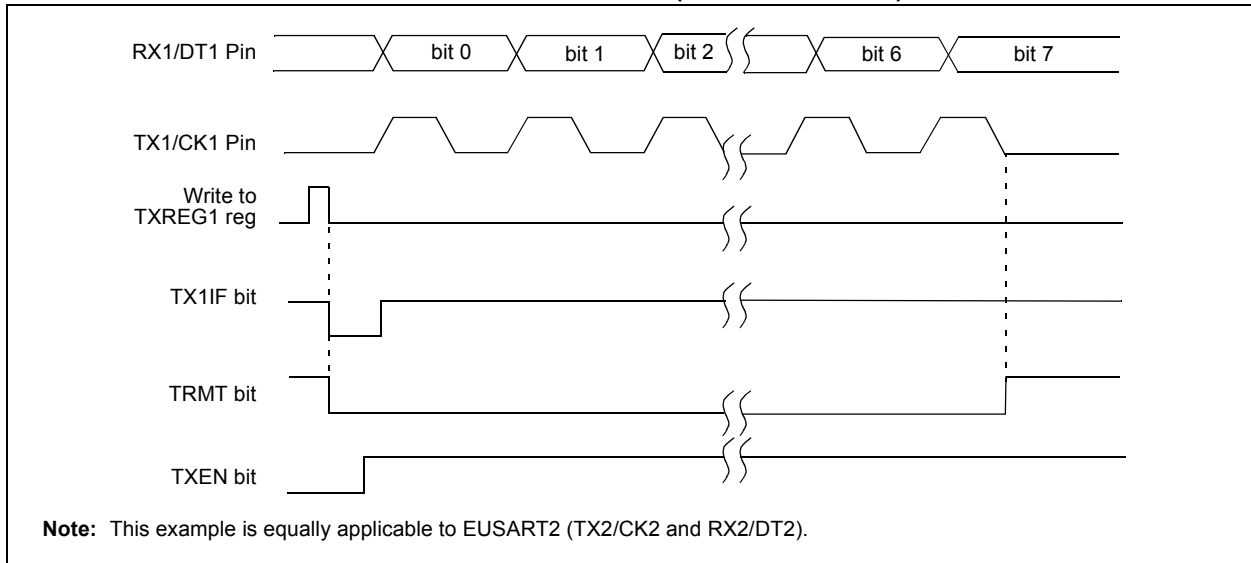 RX1/DT1 Pin
bit 0
bit 1
bit 2
bit 6
bit 7
TX1/CK1 Pin
Write to
TXREG1 reg
TX1IF bit
TRMT bit
TXEN bit
Note: This example is equally applicable to EUSART2 (TX2/CK2 and RX2/DT2).